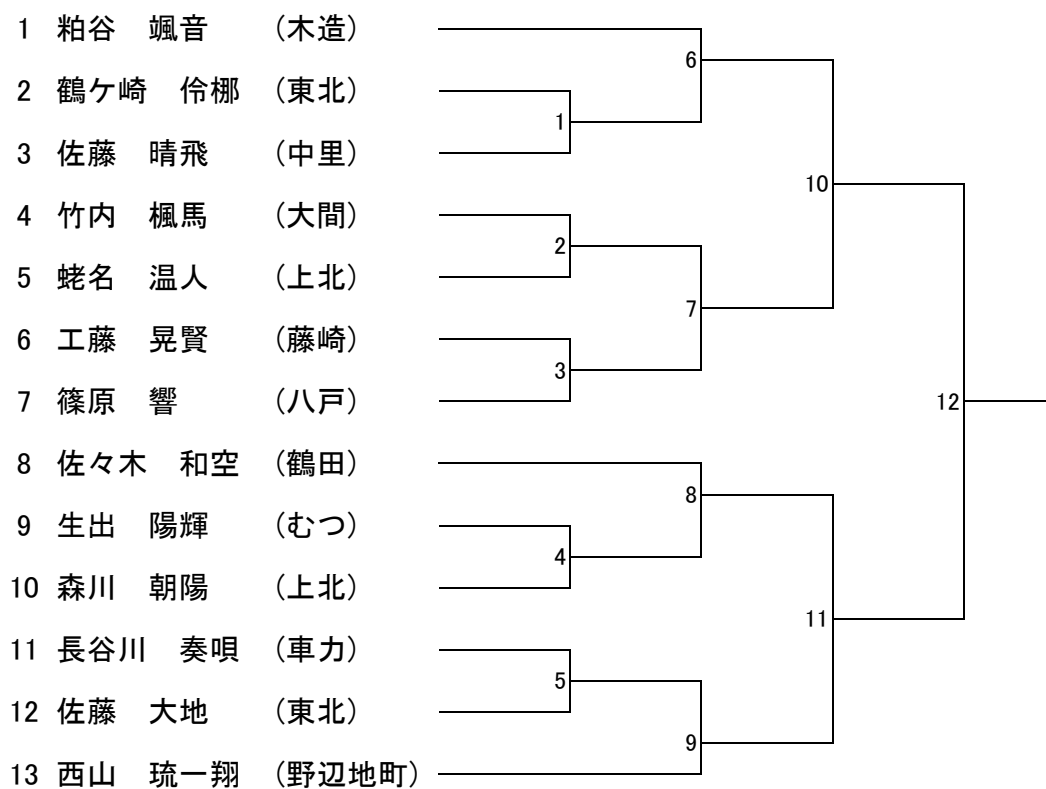 1 粕谷　颯音 （木造）
6
2 鶴ケ崎　伶梛 （東北）
1
3 佐藤　晴飛 （中里）
10
4 竹内　楓馬 （大間）
2
5 蛯名　温人 （上北）
7
6 工藤　晃賢 （藤崎）
3
7 篠原　響 （八戸）
12
8 佐々木　和空 （鶴田）
8
9 生出　陽輝 （むつ）
4
10 森川　朝陽 （上北）
11
11 長谷川　奏唄 （車力）
5
12 佐藤　大地 （東北）
9
13 西山　琉一翔 （野辺地町）